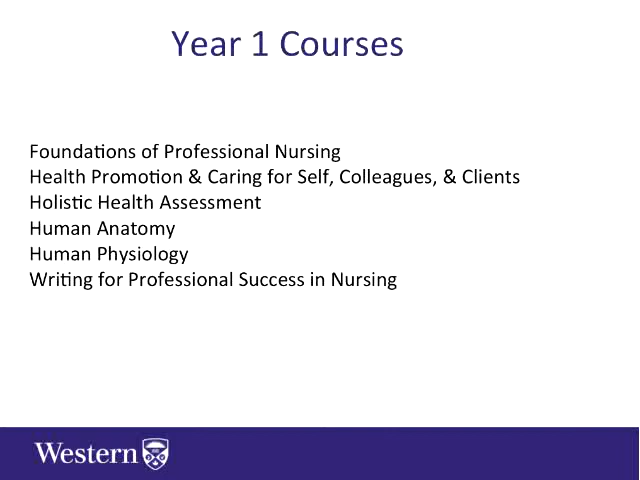 Year 1 Courses
Foundations of Professional Nursing
Health Promotion & Caring for Self, Colleagues, & Clients
Holistic Health Assessment
Human Anatomy
Human Physiology
Writing for Professional Success in Nursing
Western